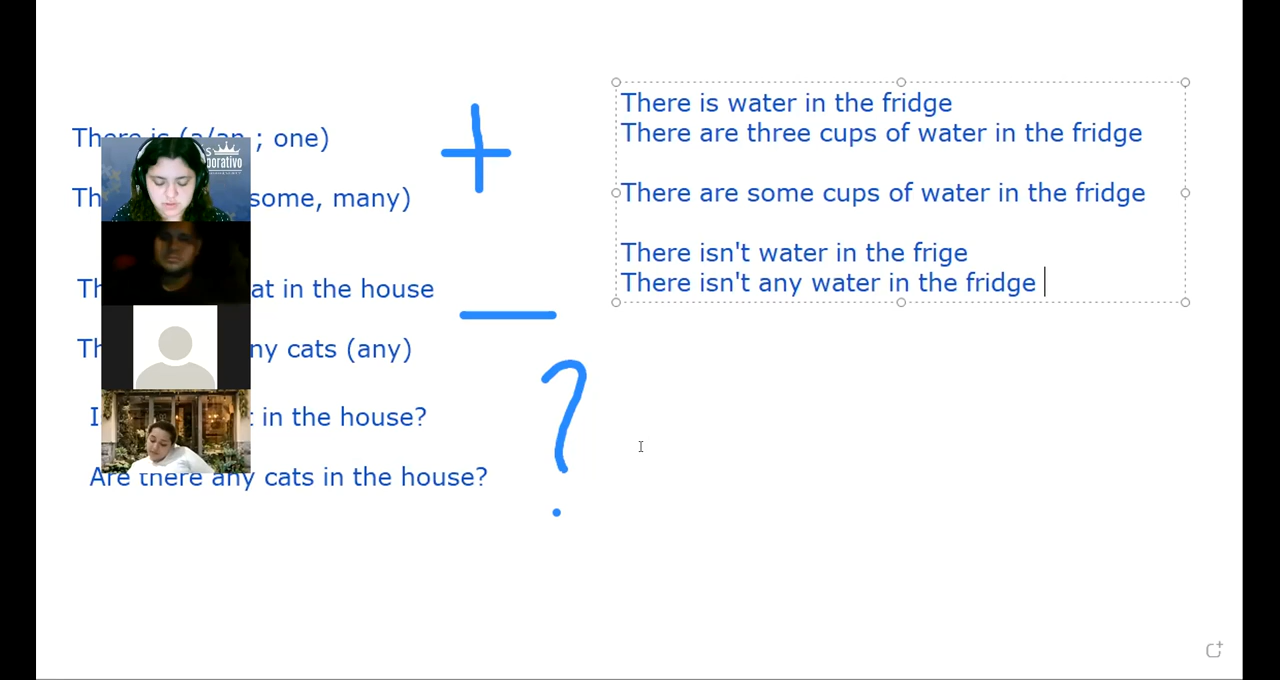 There is (a/an ; one)
some, many)
at in the house
ny cats (any)
in the house?
Are there any cats in the house?
+
—
?
There is water in the fridge
There are three cups of water in the fridge
There are some cups of water in the fridge
There isn't water in the frige
There isn't any water in the fridge